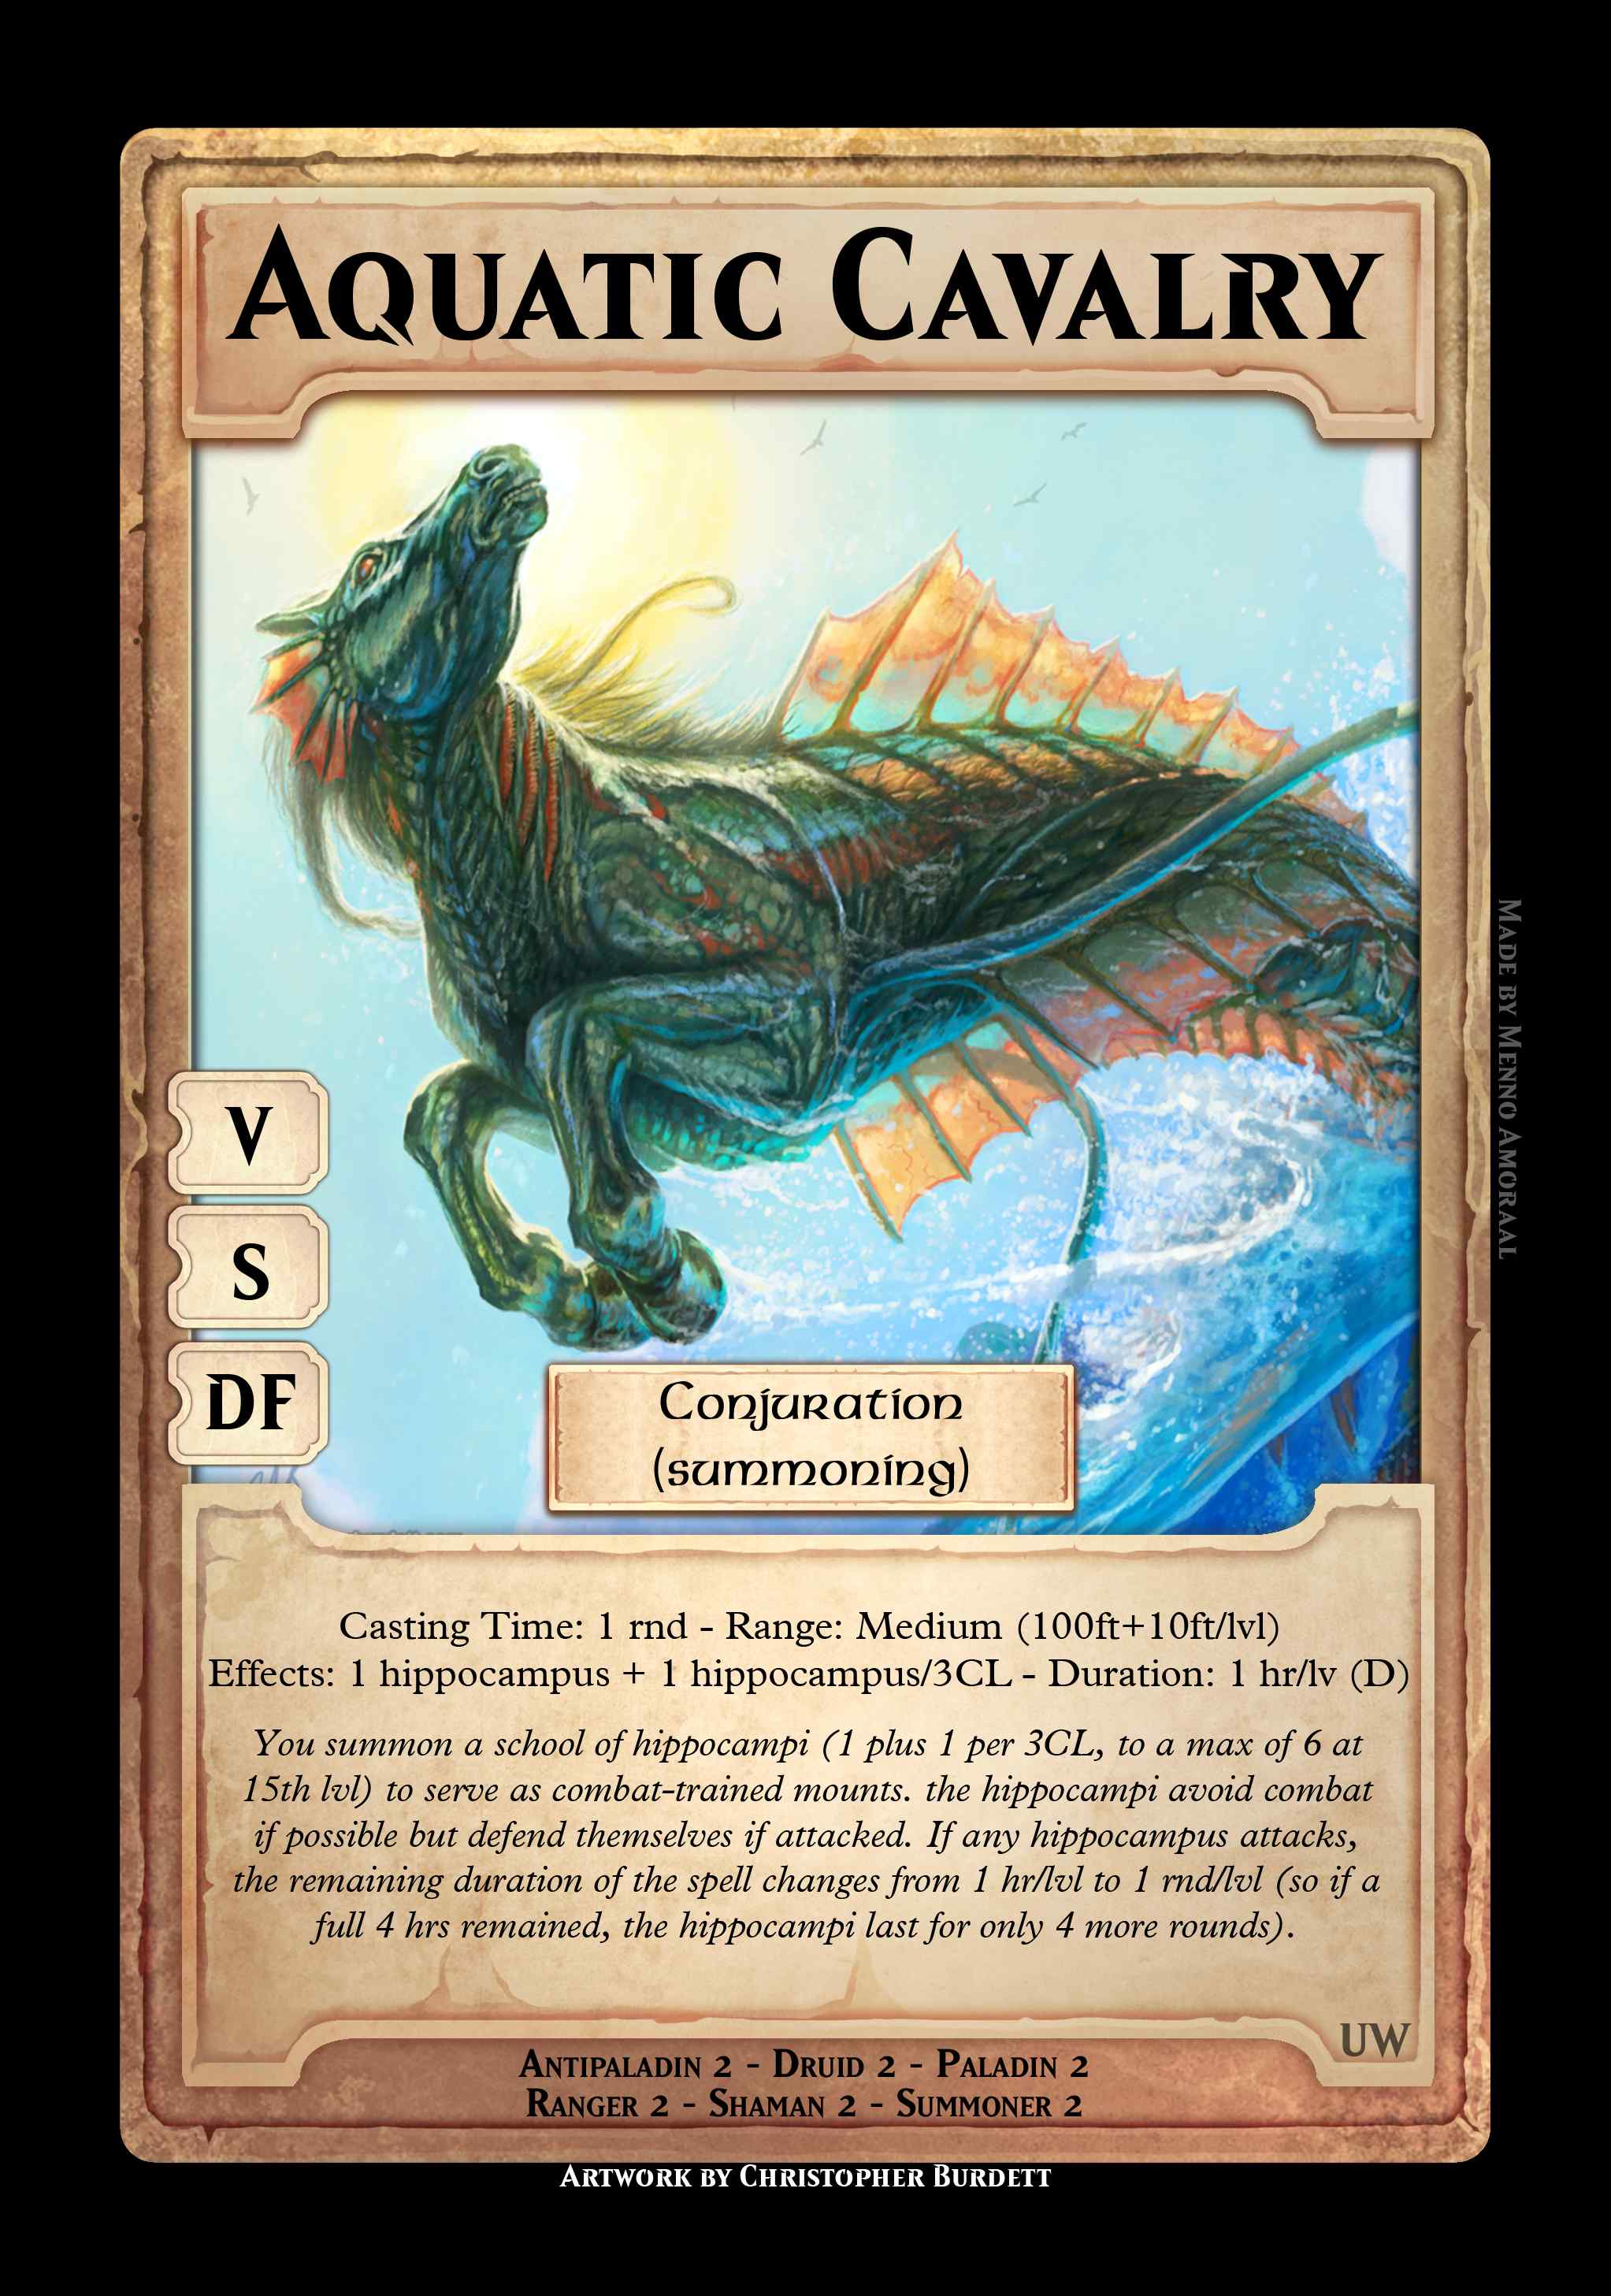 Aquatic Cavalry
V
S
DF
Conjuration
(summoning)
Casting Time: 1 rnd - Range: Medium (100ft+10ft/lvl)
Effects: 1 hippocampus + 1 hippocampus/3CL - Duration: 1 hr/lv (D)
You summon a school of hippocampi (1 plus 1 per 3CL, to a max of 6 at
15th lvl) to serve as combat-trained mounts. the hippocampi avoid combat
if possible but defend themselves if attacked. If any hippocampus attacks,
the remaining duration of the spell changes from 1 hr/lvl to 1 rnd/lvl (so if a
full 4 hrs remained, the hippocampi last for only 4 more rounds).
UW
Antipaladin 2 - Druid 2 - Paladin 2
Ranger 2 - Shaman 2 - Summoner 2
Artwork by Christopher Burdett
Made by Menno Amoraal